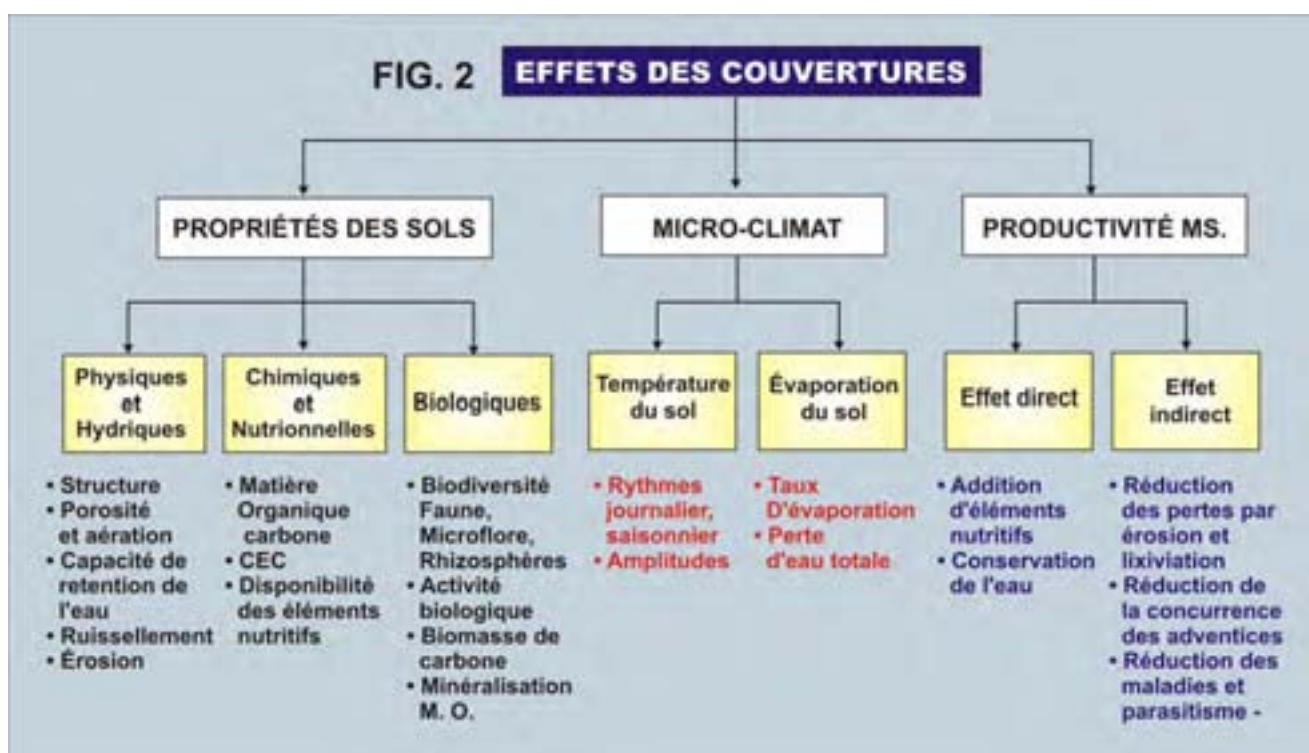 FIG. 2
EFFETS DES COUVERTURES
PROPRIÉTÉS DES SOLS
MICRO-CLIMAT
PRODUCTIVITÉ MS.
Physiques
et
Hydriques
Chimiques
et
Nutrionnelles
Biologiques
Température
du sol
Évaporation
du sol
Effet direct
Effet
indirect
• Structure
• Porosité
et aération
• Capacité de
retention de
l'eau
• Ruissellement
• Érosion
• Matière
Organique
carbone
• CEC
• Disponibilité
des éléments
nutritifs
• Biodiversité
Faune,
Microflore,
Rhizosphères
• Activité
biologique
• Biomasse de
carbone
• Minéralisation
M. O.
• Rythmes
journalier,
saisonnier
• Amplitudes
• Taux
D'évaporation
• Perte
d'eau totale
• Addition
d'éléments
nutritifs
• Conservation
de l'eau
• Réduction
des pertes par
érosion et
lixiviation
• Réduction de
la concurrence
des adventices
• Réduction des
maladies et
parasitisme -